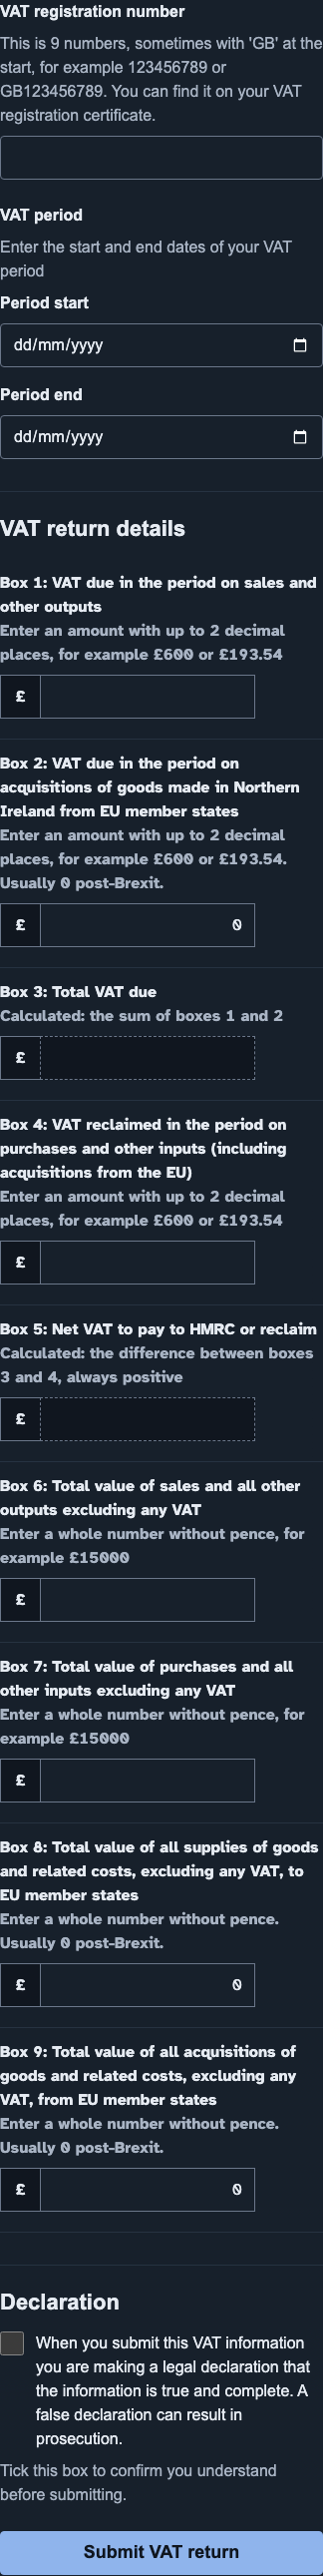 VAT registration number
This is 9 numbers, sometimes with 'GB' at the
start, for example 123456789 or
GB123456789. You can find it on your VAT
registration certificate.
VAT period
Enter the start and end dates of your VAT
period
Period start
dd/mm/yyyy
Period end
dd/mm/yyyy
VAT return details
Box 1: VAT due in the period on sales and
other outputs
Enter an amount with up to 2 decimal
places, for example £600 or £193.54
£
Box 2: VAT due in the period on
acquisitions of goods made in Northern
Ireland from EU member states
Enter an amount with up to 2 decimal
places, for example £600 or £193.54.
Usually 0 post-Brexit.
£ 0
Box 3: Total VAT due
Calculated: the sum of boxes 1 and 2
£
Box 4: VAT reclaimed in the period on
purchases and other inputs (including
acquisitions from the EU)
Enter an amount with up to 2 decimal
places, for example £600 or £193.54
£
Box 5: Net VAT to pay to HMRC or reclaim
Calculated: the difference between boxes
3 and 4, always positive
£
Box 6: Total value of sales and all other
outputs excluding any VAT
Enter a whole number without pence, for
example £15000
£
Box 7: Total value of purchases and all
other inputs excluding any VAT
Enter a whole number without pence, for
example £15000
£
Box 8: Total value of all supplies of goods
and related costs, excluding any VAT, to
EU member states
Enter a whole number without pence.
Usually 0 post-Brexit.
£ 0
Box 9: Total value of all acquisitions of
goods and related costs, excluding any
VAT, from EU member states
Enter a whole number without pence.
Usually 0 post-Brexit.
£ 0
Declaration
When you submit this VAT information
you are making a legal declaration that
the information is true and complete. A
false declaration can result in
prosecution.
Tick this box to confirm you understand
before submitting.
Submit VAT return